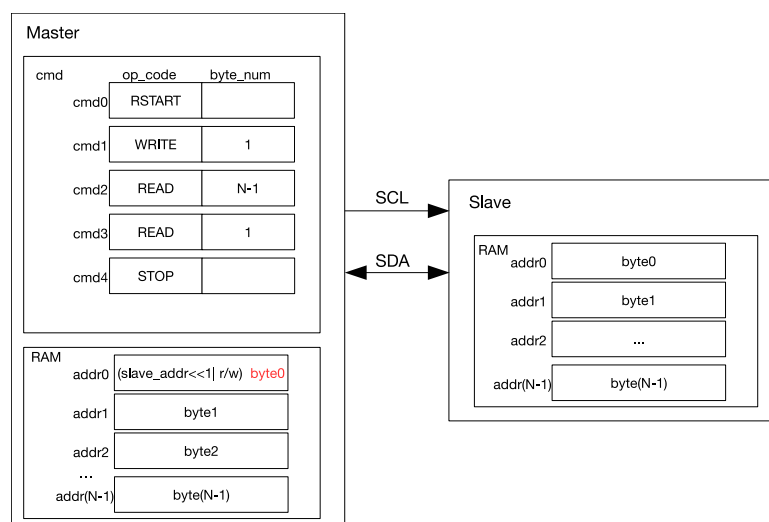 Master
cmd op_code byte_num
cmd0 RSTART
cmd1 WRITE 1
cmd2 READ N-1
cmd3 READ 1
cmd4 STOP
RAM
addr0 (slave_addr<<1| r/w) byte0
addr1 byte1
addr2 byte2
...
addr(N-1) byte(N-1)
SCL
SDA
Slave
RAM
addr0 byte0
addr1 byte1
addr2 ...
addr(N-1) byte(N-1)